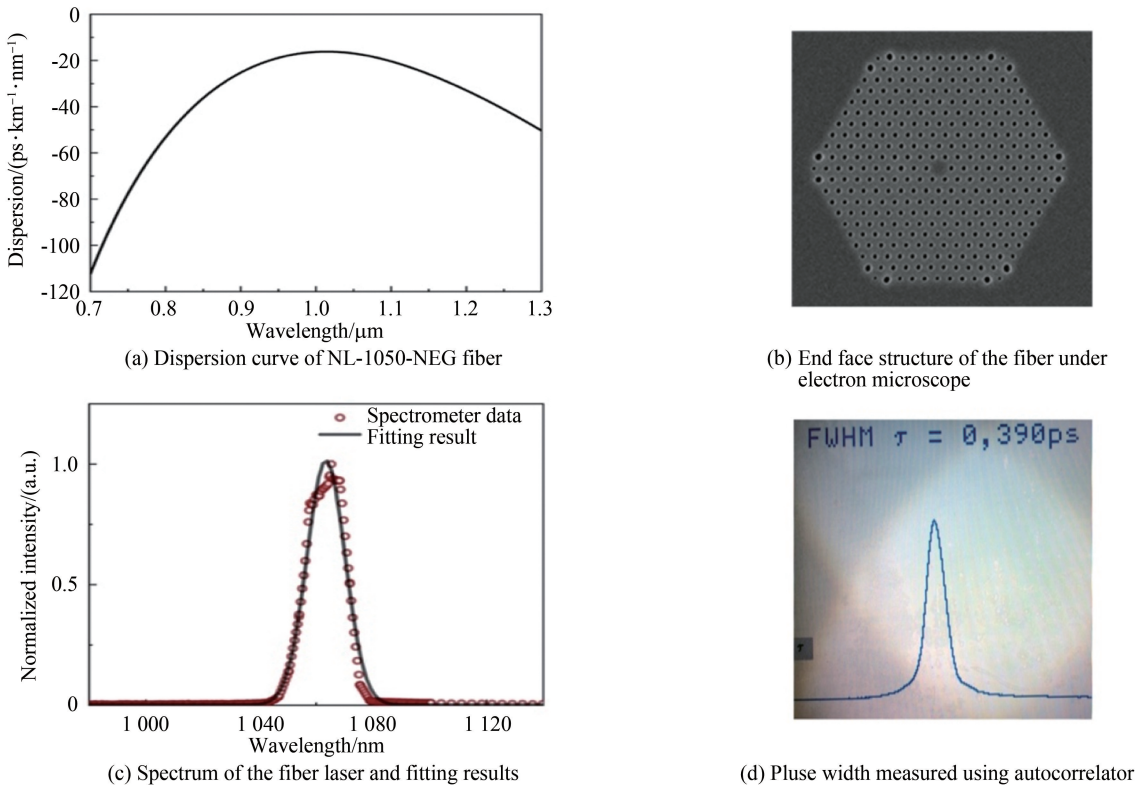 0
-20
-40
-60
-80
-100
-120
Dispersion/(ps·km⁻¹·nm⁻¹)
0.7 0.8 0.9 1.0 1.1 1.2 1.3
Wavelength/μm
(a) Dispersion curve of NL-1050-NEG fiber
(b) End face structure of the fiber under
electron microscope
Spectrometer data
Fitting result
1.0
0.5
0
Normalized intensity/(a.u.)
1 000 1 040 1 080 1 120
Wavelength/nm
(c) Spectrum of the fiber laser and fitting results
FWHM τ = 0,390ps
τ
(d) Pluse width measured using autocorrelator